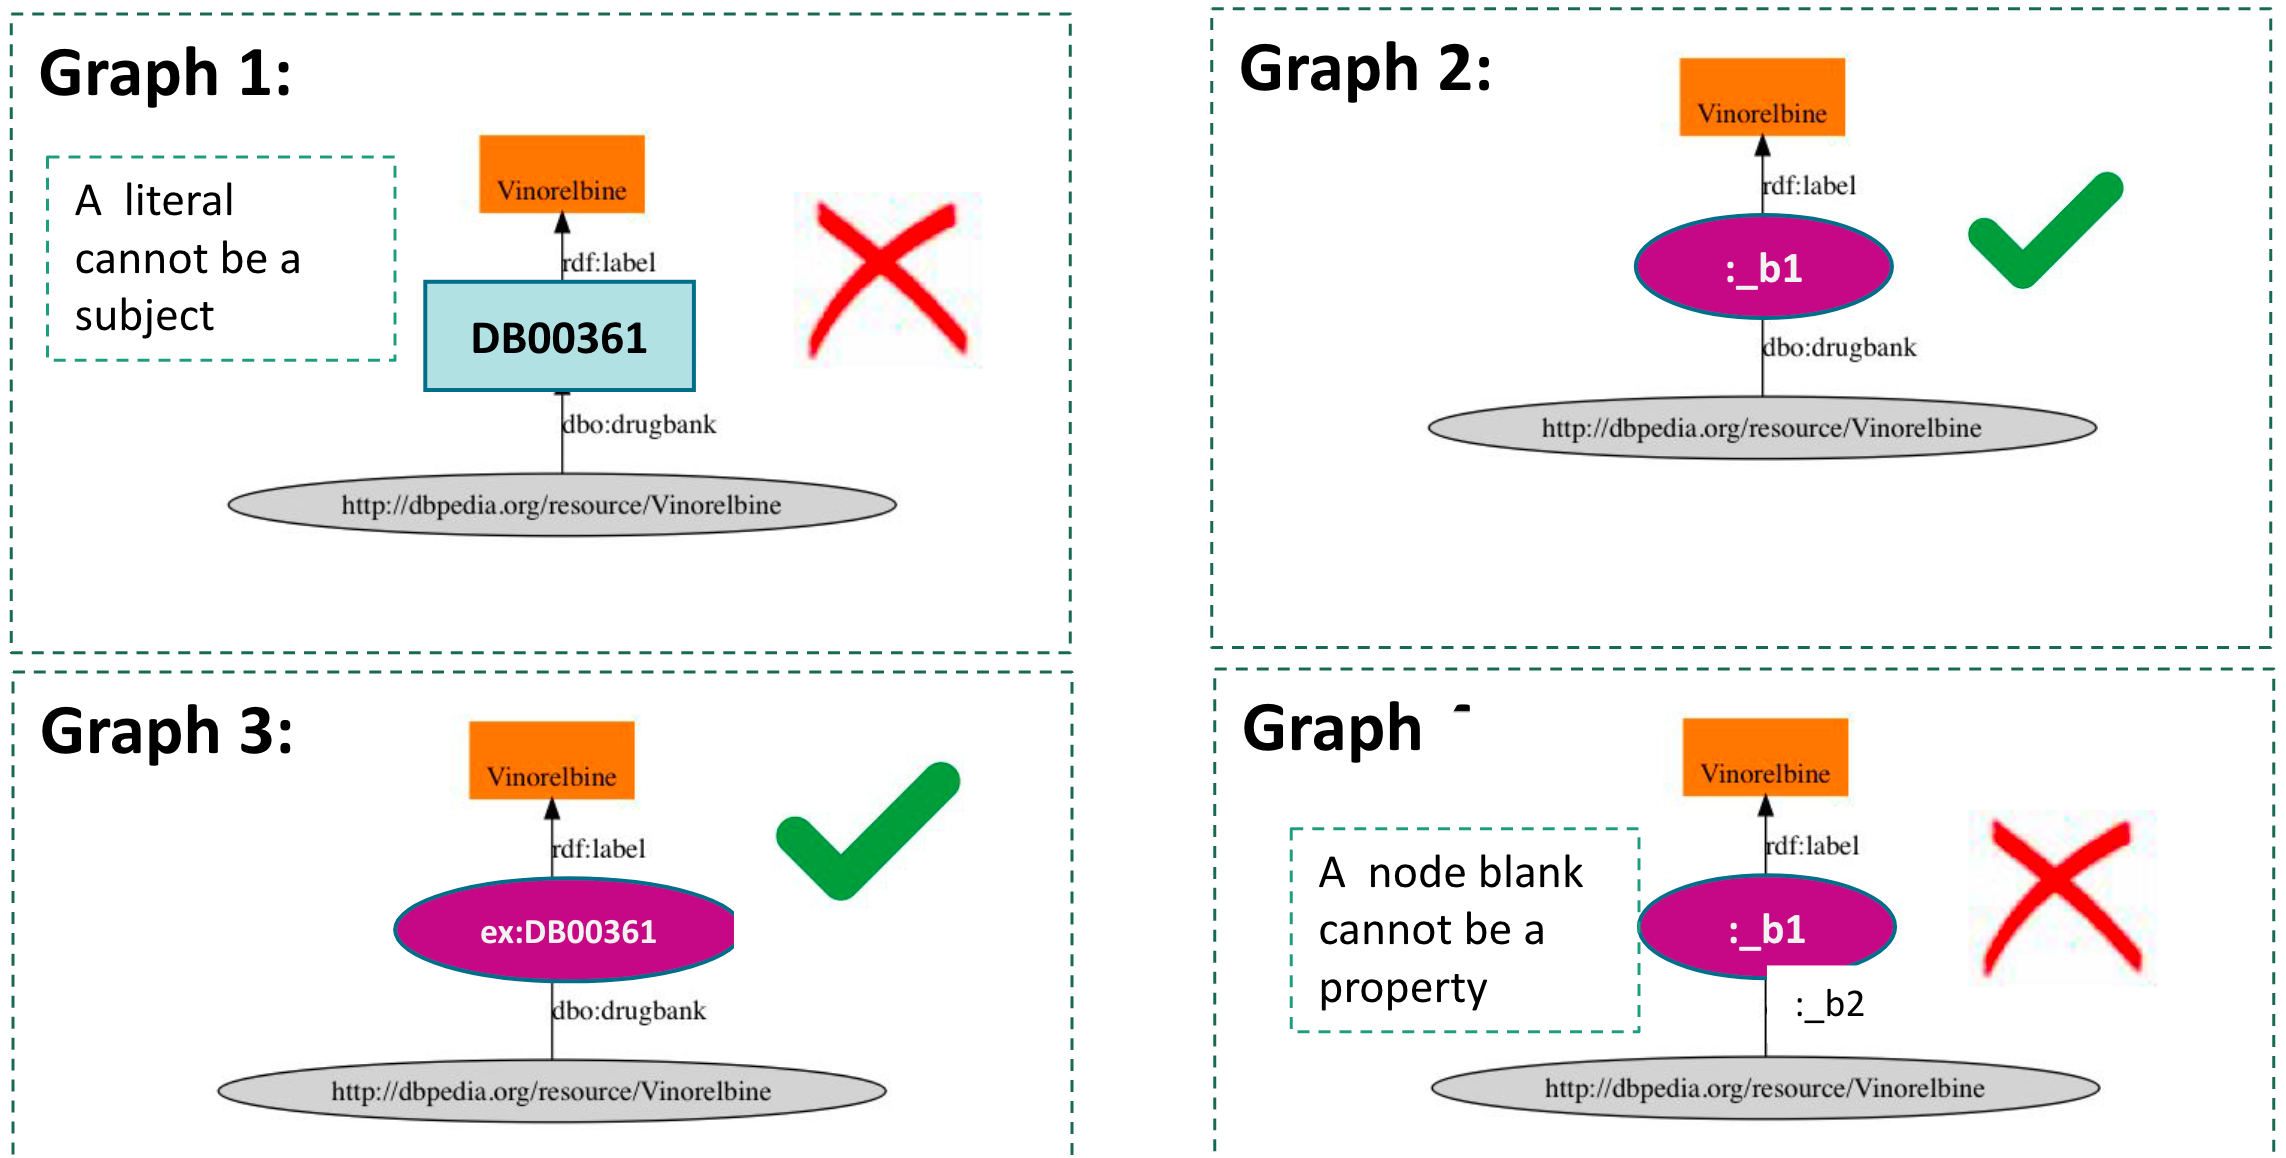 Graph 1:
A literal
cannot be a
subject
Vinorelbine
rdf:label
DB00361
dbo:drugbank
http://dbpedia.org/resource/Vinorelbine
Graph 2:
Vinorelbine
rdf:label
:_b1
dbo:drugbank
http://dbpedia.org/resource/Vinorelbine
Graph 3:
Vinorelbine
rdf:label
ex:DB00361
dbo:drugbank
http://dbpedia.org/resource/Vinorelbine
Graph
A node blank
cannot be a
property
Vinorelbine
rdf:label
:_b1
:_b2
http://dbpedia.org/resource/Vinorelbine